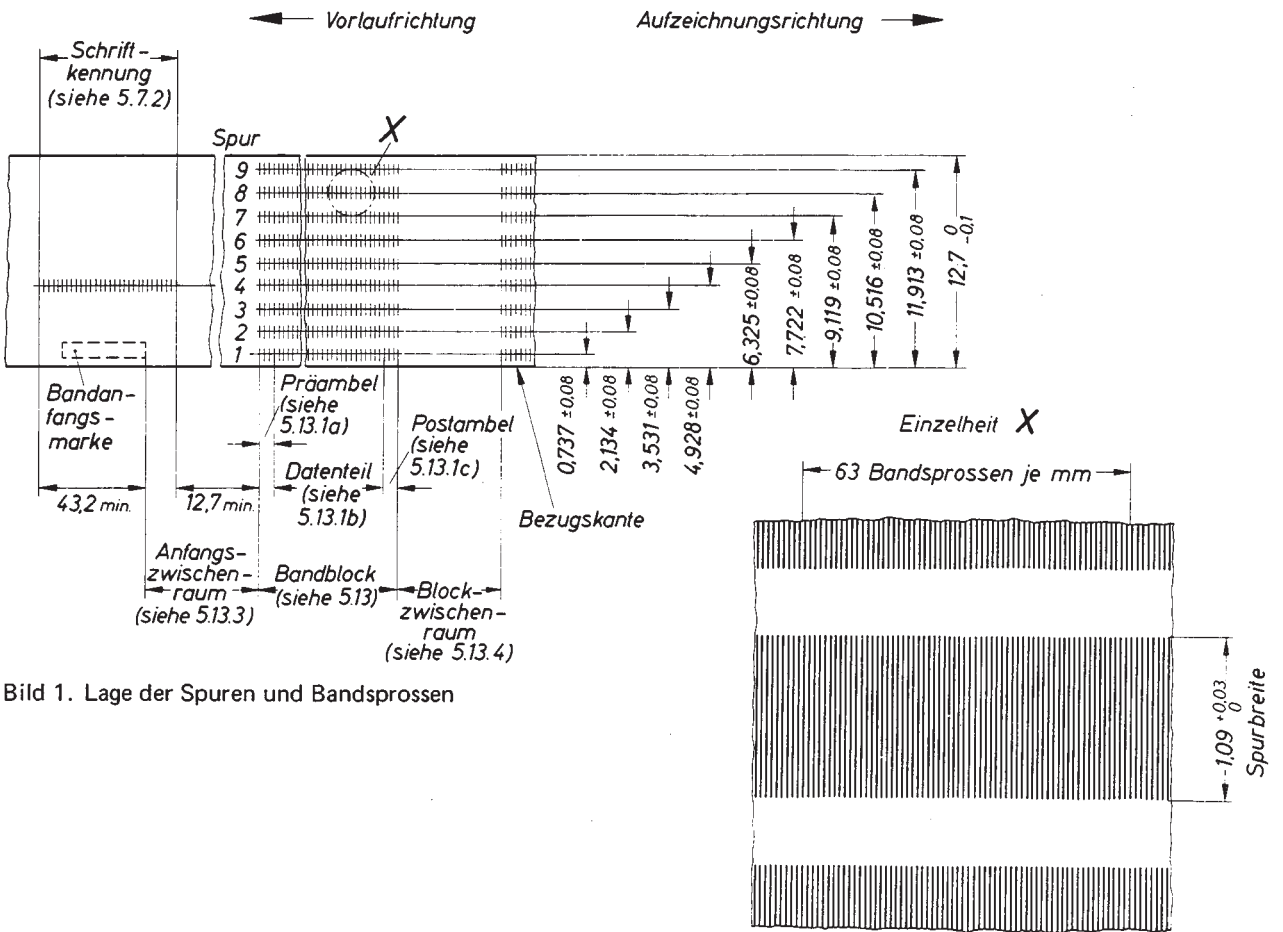 Vorlaufrichtung
Aufzeichnungsrichtung
Schrift-
kennung
(siehe 5.7.2)
Spur
X
9
8
7
6
5
4
3
2
1
Bandan-
fangs-
marke
Präambel
(siehe
5.13.1a)
Postambel
(siehe
5.13.1c)
Datenteil
(siehe
5.13.1b)
43,2 min.
12,7 min.
Bezugskante
Anfangs-
zwischen-
raum
(siehe 5.13.3)
Bandblock
(siehe 5.13)
Block-
zwischen-
raum
(siehe 5.13.4)
0,737 ±0,08
2,134 ±0,08
3,531 ±0,08
4,928 ±0,08
6,325 ±0,08
7,722 ±0,08
9,119 ±0,08
10,516 ±0,08
11,913 ±0,08
12,7 0 -0,1
Einzelheit X
63 Bandsprossen je mm
1,09 +0,03 0
Spurbreite
Bild 1. Lage der Spuren und Bandsprossen